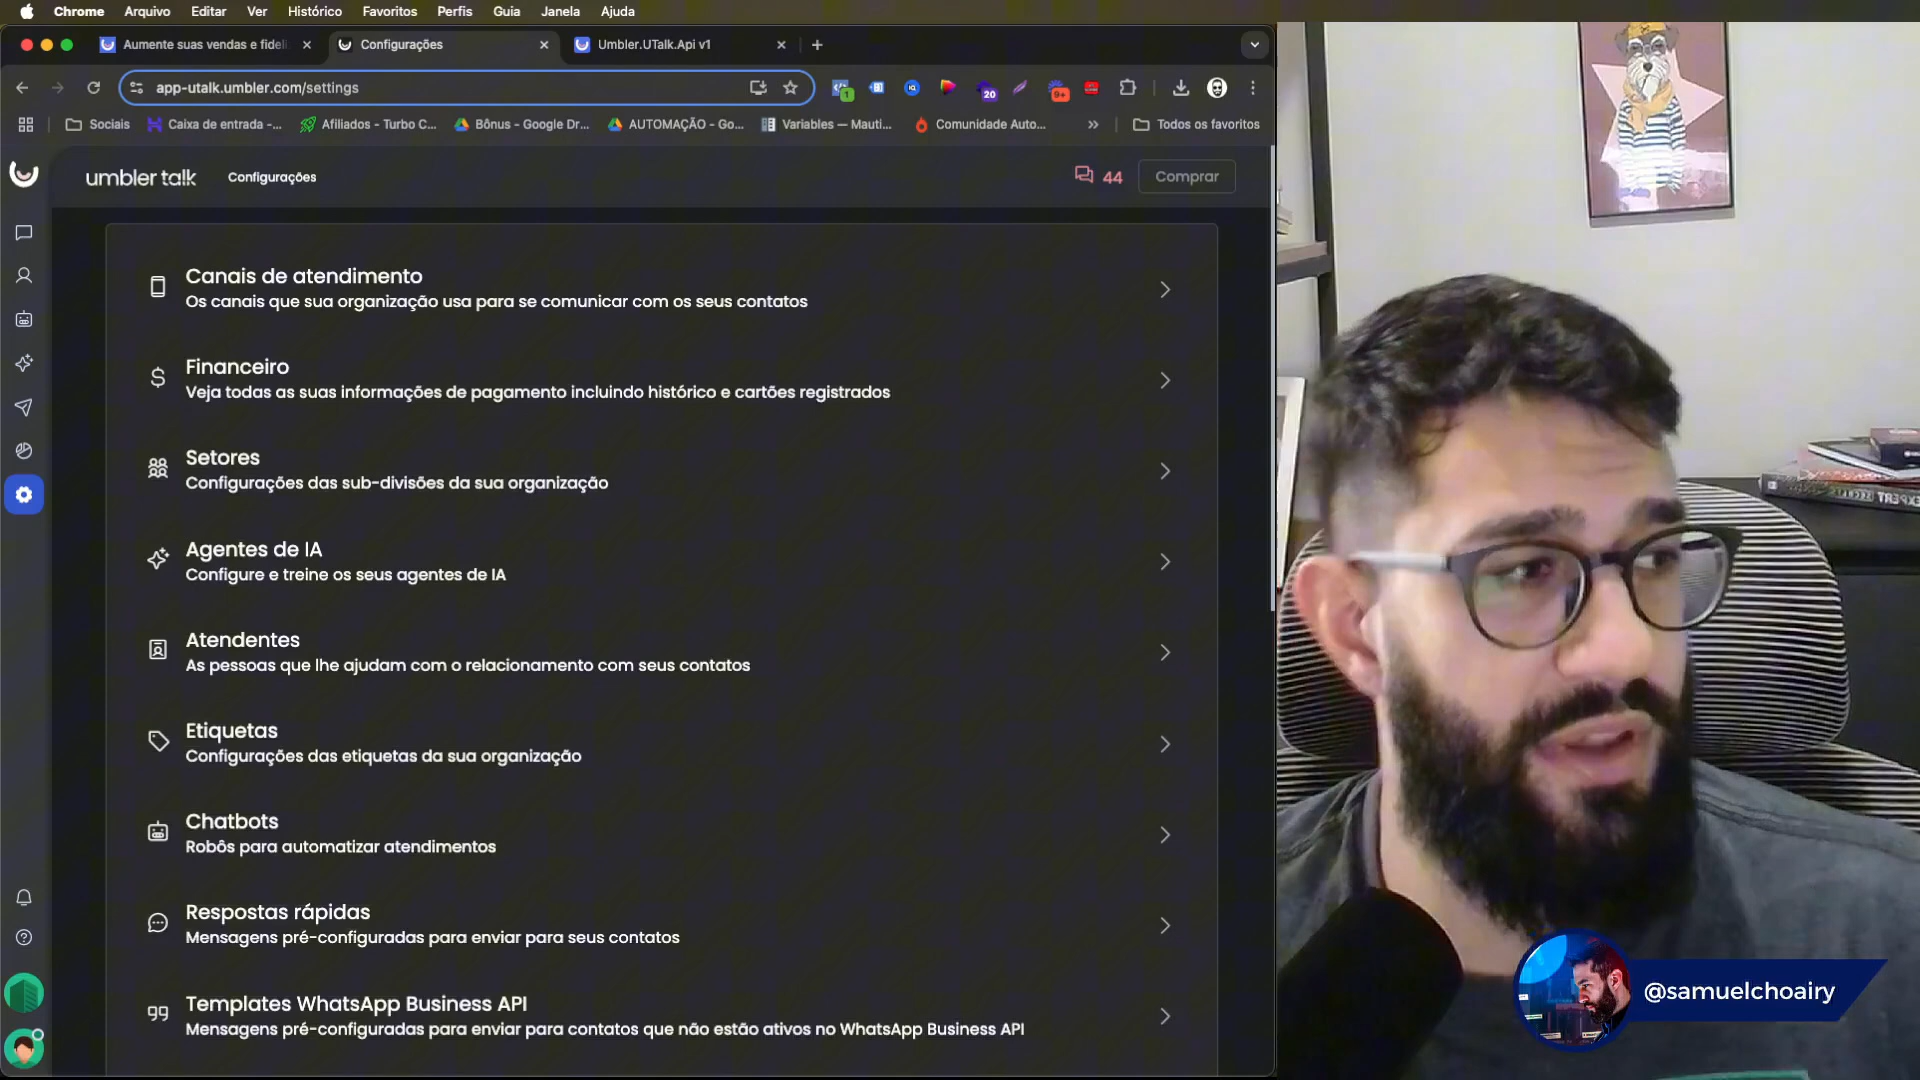 Chrome Arquivo Editar Ver Histórico Favoritos Perfis Guia Janela Ajuda
Aumente suas vendas e fideli
Configurações
Umbler.UTalk.Api v1
app-utalk.umbler.com/settings
1
20
9+
Sociais
Caixa de entrada -...
Afiliados - Turbo C...
Bônus - Google Dr...
AUTOMAÇÃO - Go...
Variables — Mauti...
Comunidade Auto...
Todos os favoritos
umbler talk
Configurações
44
Comprar
Canais de atendimento
Os canais que sua organização usa para se comunicar com os seus contatos
Financeiro
Veja todas as suas informações de pagamento incluindo histórico e cartões registrados
Setores
Configurações das sub-divisões da sua organização
Agentes de IA
Configure e treine os seus agentes de IA
Atendentes
As pessoas que lhe ajudam com o relacionamento com seus contatos
Etiquetas
Configurações das etiquetas da sua organização
Chatbots
Robôs para automatizar atendimentos
Respostas rápidas
Mensagens pré-configuradas para enviar para seus contatos
Templates WhatsApp Business API
Mensagens pré-configuradas para enviar para contatos que não estão ativos no WhatsApp Business API
@samuelchoairy